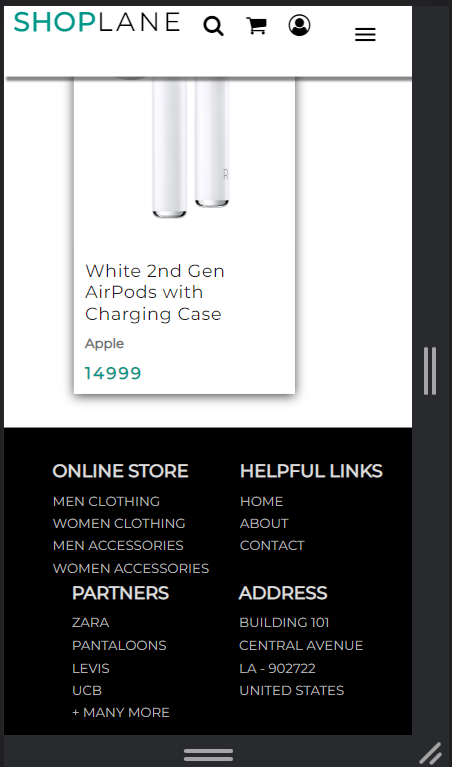 SHOPLANE
R
White 2nd Gen
AirPods with
Charging Case
Apple
14999
ONLINE STORE
MEN CLOTHING
WOMEN CLOTHING
MEN ACCESSORIES
WOMEN ACCESSORIES
HELPFUL LINKS
HOME
ABOUT
CONTACT
PARTNERS
ZARA
PANTALOONS
LEVIS
UCB
+ MANY MORE
ADDRESS
BUILDING 101
CENTRAL AVENUE
LA - 902722
UNITED STATES